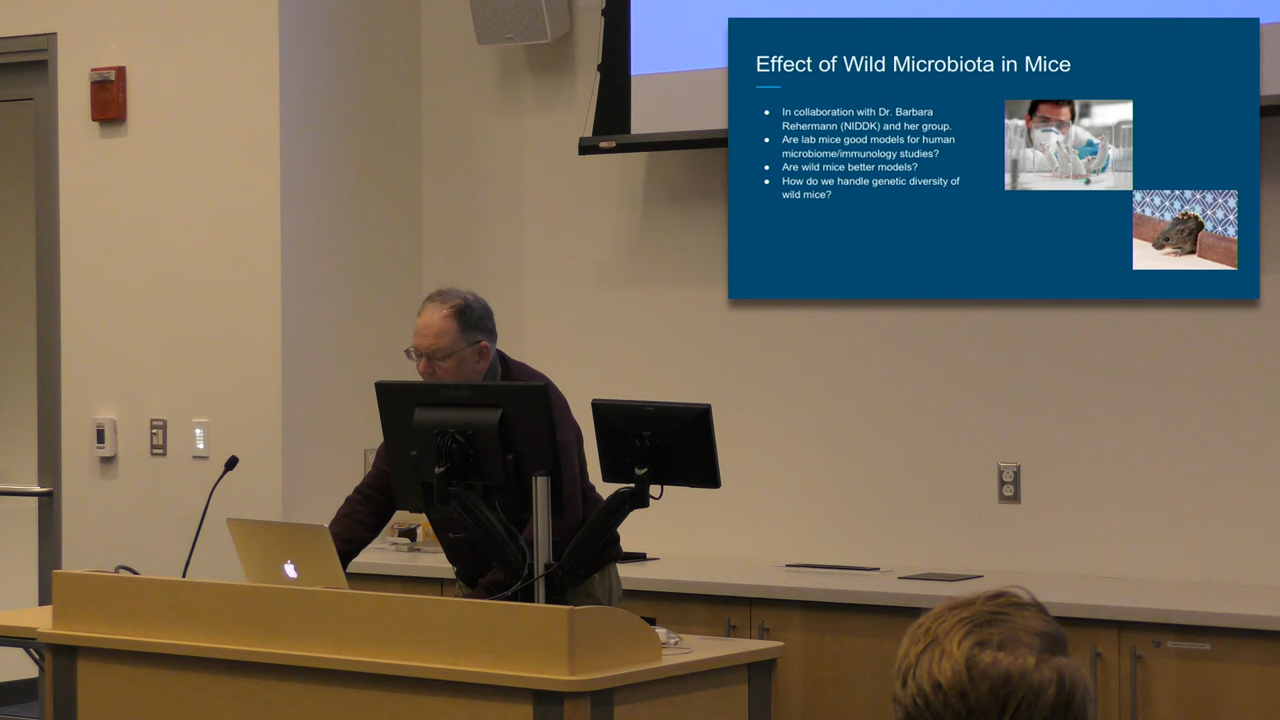 Effect of Wild Microbiota in Mice
● In collaboration with Dr. Barbara
Rehermann (NIDDK) and her group.
● Are lab mice good models for human
microbiome/immunology studies?
● Are wild mice better models?
● How do we handle genetic diversity of
wild mice?